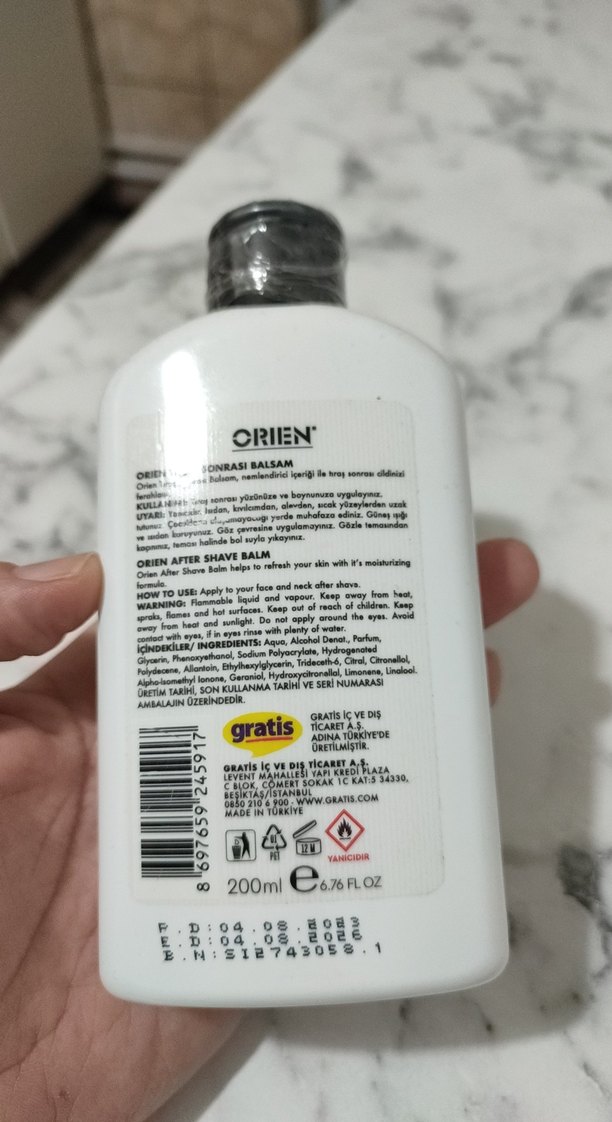 ORIEN®
ORIEN SONRASI BALSAM
Orien Balsam, nemlendirici içeriği ile tıraş sonrası cildinizi
KULLANIM: Tıraş sonrası yüzünüze ve boynunuza uygulayınız.
UYARI: Yanıcıdır. Isıdan, kıvılcımdan, alevden, sıcak yüzeylerden uzak
tutunuz. Çocukların ulaşamayacağı yerde muhafaza ediniz. Güneş ışığı
ve ısıdan koruyunuz. Göz çevresine uygulamayınız. Gözle temasından
kaçınınız, teması halinde bol suyla yıkayınız.
ORIEN AFTER SHAVE BALM
Orien After Shave Balm helps to refresh your skin with it's moisturizing
formula.
HOW TO USE: Apply to your face and neck after shave.
WARNING: Flammable liquid and vapour. Keep away from heat,
spraks, flames and hot surfaces. Keep out of reach of children. Keep
away from heat and sunlight. Do not apply around the eyes. Avoid
contact with eyes, if in eyes rinse with plenty of water.
İÇİNDEKİLER/ INGREDIENTS: Aqua, Alcohol Denat., Parfum,
Glycerin, Phenoxyethanol, Sodium Polyacrylate, Hydrogenated
Polydecene, Allantoin, Ethylhexylglycerin, Trideceth-6, Citral, Citronellol,
Alpha-Isomethyl Ionone, Geraniol, Hydroxycitronellal, Limonene, Linalool.
ÜRETİM TARİHİ, SON KULLANMA TARİHİ VE SERİ NUMARASI
AMBALAJIN ÜZERİNDEDİR.
gratis
GRATİS İÇ VE DIŞ
TİCARET A.Ş.
ADINA TÜRKİYE'DE
ÜRETİLMİŞTİR.
GRATİS İÇ VE DIŞ TİCARET A.Ş.
LEVENT MAHALLESİ YAPI KREDİ PLAZA
C BLOK, CÖMERT SOKAK 1C KAT:5 34330,
BEŞİKTAŞ/İSTANBUL
0850 210 6 900 - WWW.GRATIS.COM
MADE IN TÜRKİYE
8 697659 245917
01
PET
12 M
YANICIDIR
200ml e 6.76 FL OZ
P.D:04.08.2023
E.D:04.08.2026
B.N:SI2743058.1